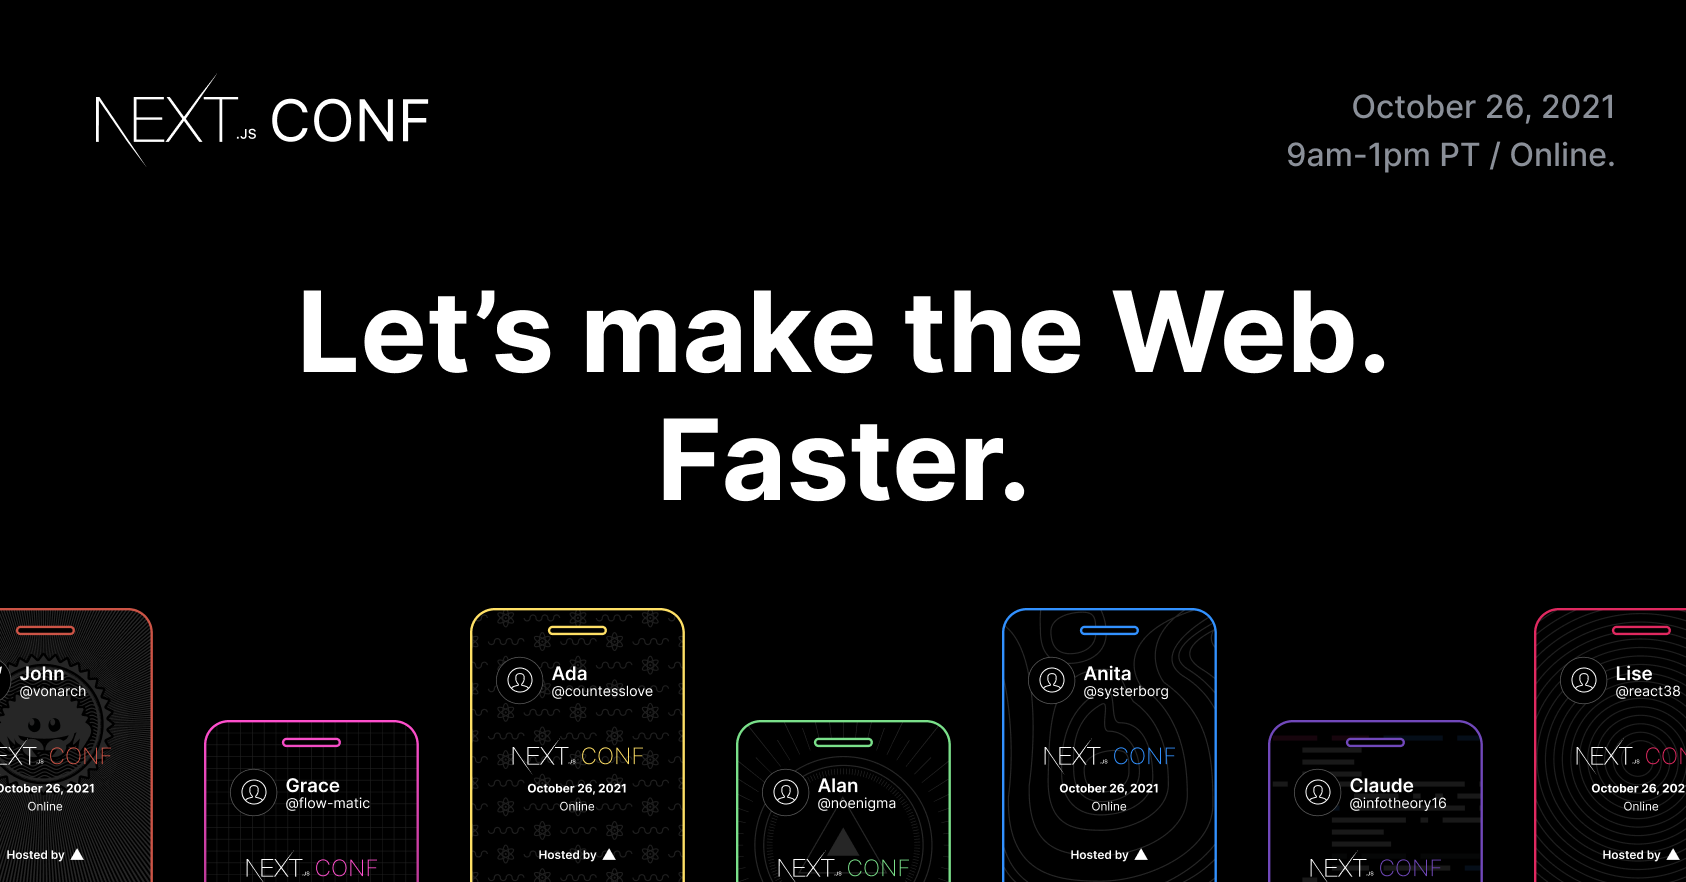 NEXT.JS CONF
October 26, 2021
9am-1pm PT / Online.
Let’s make the Web.
Faster.
John
@vonarch
NEXT.JS CONF
October 26, 2021
Online
Hosted by
Grace
@flow-matic
NEXT.JS CONF
Ada
@countesslove
NEXT.JS CONF
October 26, 2021
Online
Hosted by
Alan
@noenigma
NEXT.JS CONF
Anita
@systerborg
NEXT.JS CONF
October 26, 2021
Online
Hosted by
Claude
@infotheory16
NEXT.JS CONF
Lise
@react38
NEXT.JS CON
October 26, 202
Online
Hosted by